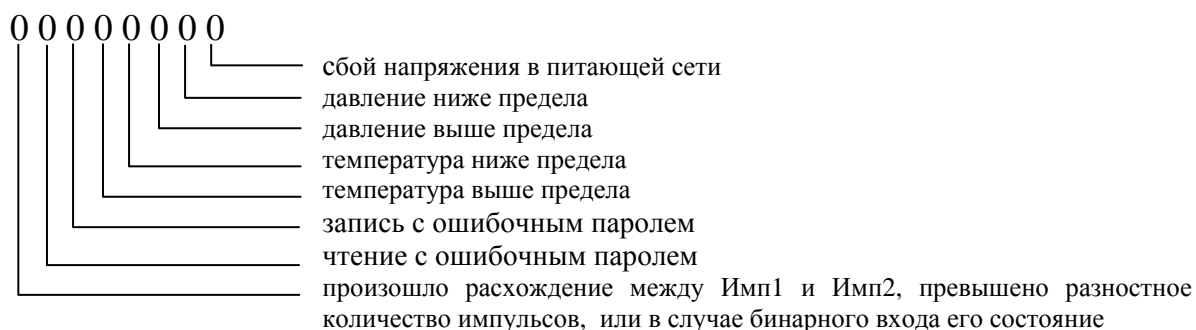 0 0 0 0 0 0 0 0
сбой напряжения в питающей сети
давление ниже предела
давление выше предела
температура ниже предела
температура выше предела
запись с ошибочным паролем
чтение с ошибочным паролем
произошло расхождение между Имп1 и Имп2, превышено разностное
количество импульсов, или в случае бинарного входа его состояние